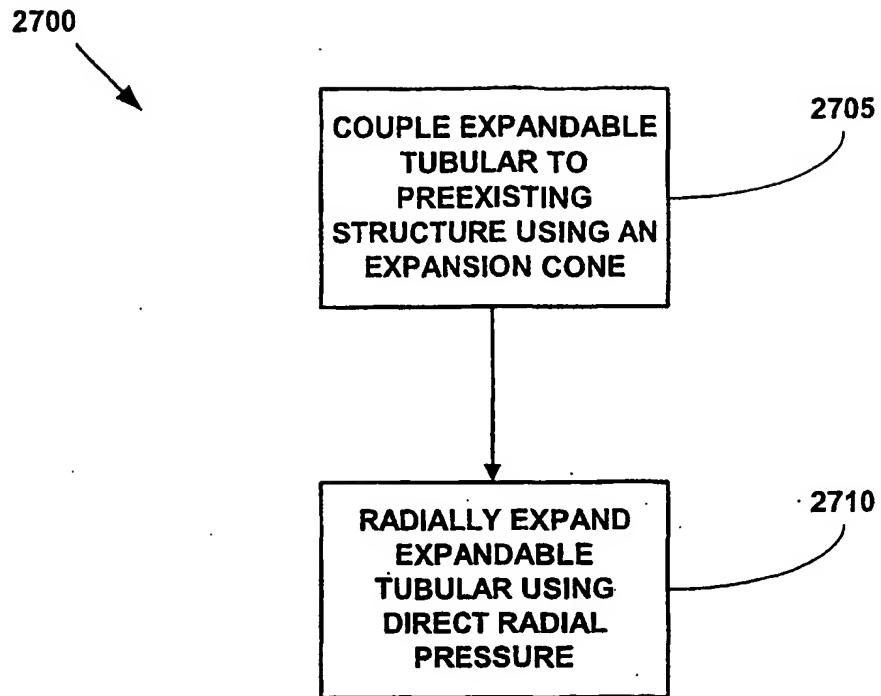 2700
COUPLE EXPANDABLE
TUBULAR TO
PREEXISTING
STRUCTURE USING AN
EXPANSION CONE
2705
RADIALLY EXPAND
EXPANDABLE
TUBULAR USING
DIRECT RADIAL
PRESSURE
2710